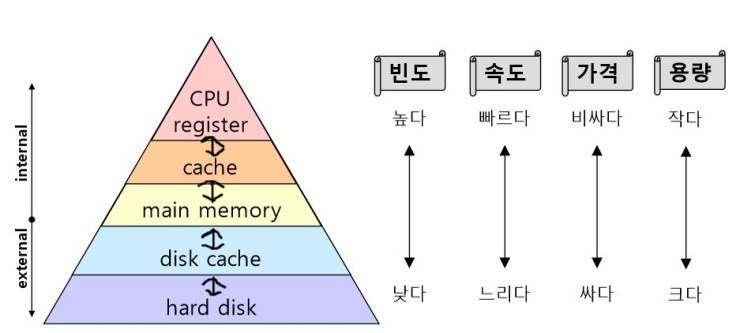 internal
external
CPU
register
cache
main memory
disk cache
hard disk
빈도 속도 가격 용량
높다 빠르다 비싸다 작다
낮다 느리다 싸다 크다